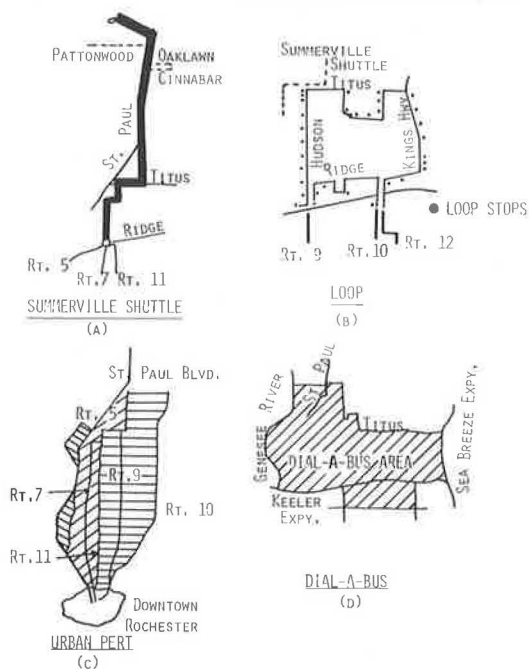 PATTONWOOD
OAKLAWN
CINNABAR
ST. PAUL
TITUS
RIDGE
RT. 5
RT.7 RT. 11
SUMMERVILLE SHUTTLE
(A)
SUMMERVILLE
SHUTTLE
TITUS
HUDSON
KINGS HWY
RIDGE
● LOOP STOPS
RT. 9 RT.10 RT. 12
LOOP
(B)
ST. PAUL BLVD.
RT. 5
RT.9
RT.7
RT. 10
RT.11
DOWNTOWN
ROCHESTER
URBAN PERT
(C)
GENESEE RIVER
ST. PAUL
TITUS
SEA BREEZE EXPY.
DIAL-A-BUS AREA
KEELER
EXPY.
DIAL-A-BUS
(D)